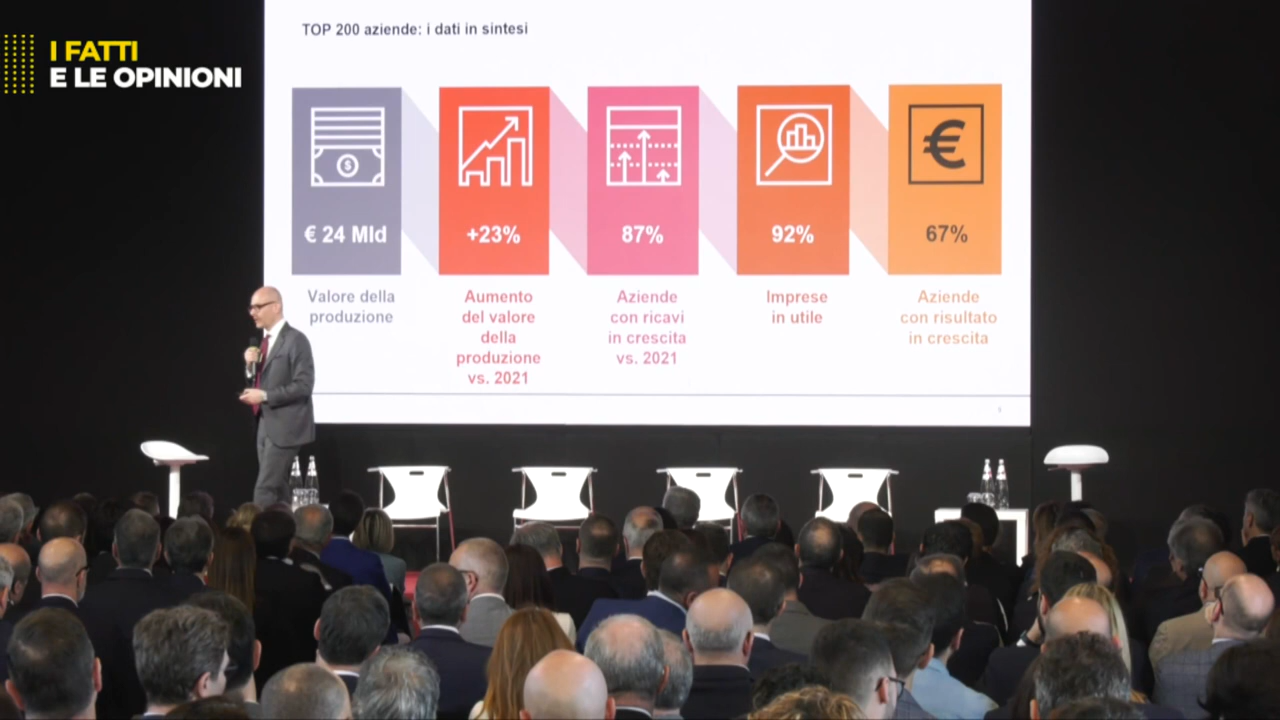 I FATTI
E LE OPINIONI
TOP 200 aziende: i dati in sintesi
$
€
€ 24 Mld
+23%
87%
92%
67%
Valore della
produzione
Aumento
del valore
della
produzione
vs. 2021
Aziende
con ricavi
in crescita
vs. 2021
Imprese
in utile
Aziende
con risultato
in crescita